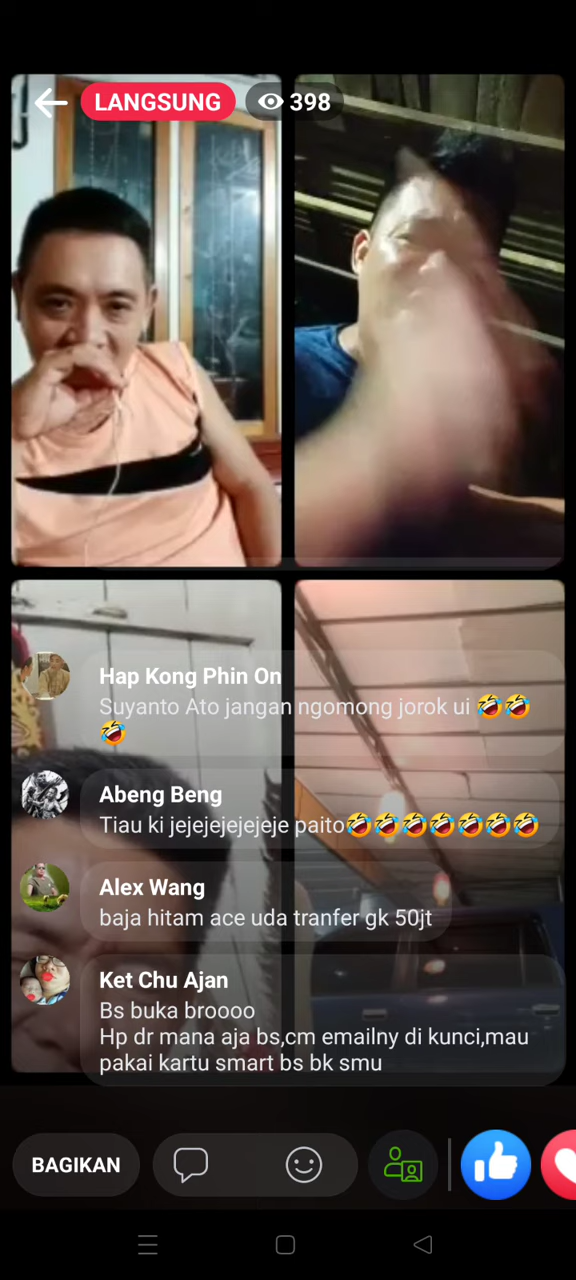 LANGSUNG 398
Hap Kong Phin On
Suyanto Ato jangan ngomong jorok ui 🤣🤣
🤣
Abeng Beng
Tiau ki jejejejejejeje paito🤣🤣🤣🤣🤣🤣🤣
Alex Wang
baja hitam ace uda tranfer gk 50jt
Ket Chu Ajan
Bs buka broooo
Hp dr mana aja bs,cm emailny di kunci,mau
pakai kartu smart bs bk smu
BAGIKAN